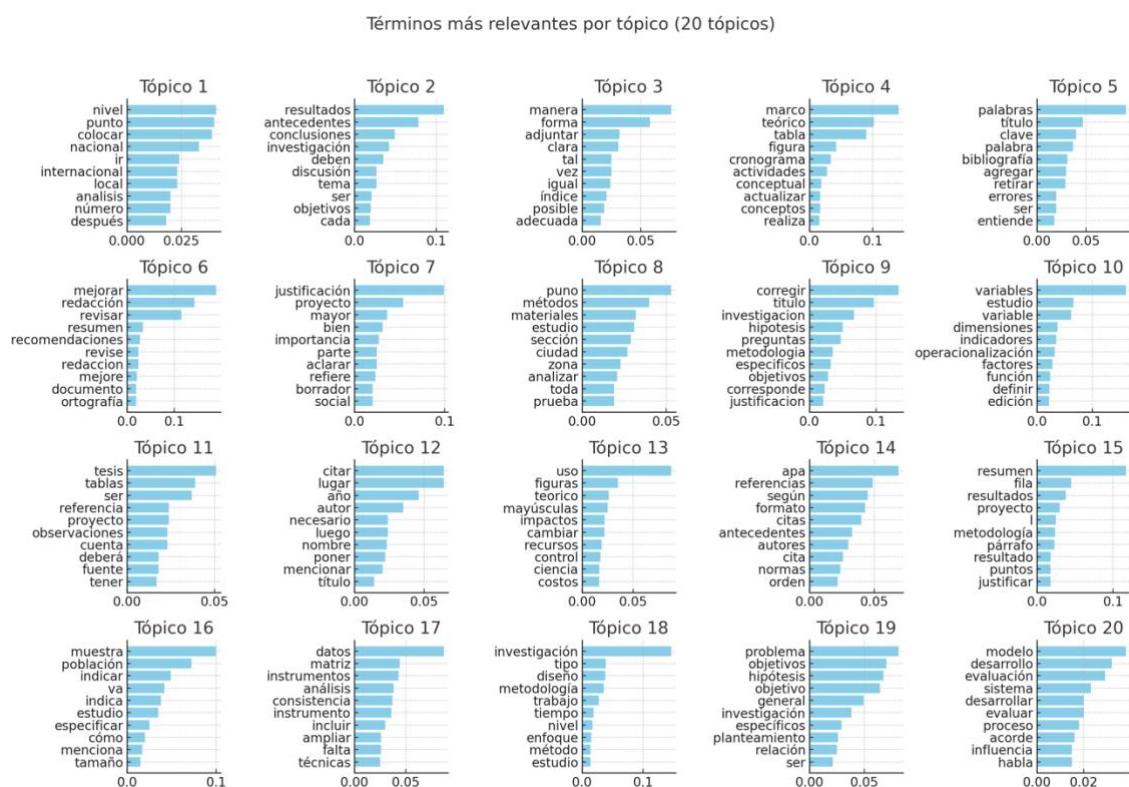 Términos más relevantes por tópico (20 tópicos)
Tópico 1
nivel
punto
colocar
nacional
ir
internacional
local
analisis
número
después
0.000 0.025
Tópico 2
resultados
antecedentes
conclusiones
investigación
deben
discusión
tema
ser
objetivos
cada
0.0 0.1
Tópico 3
manera
forma
adjuntar
clara
tal
vez
igual
índice
posible
adecuada
0.00 0.05
Tópico 4
marco
teórico
tabla
figura
cronograma
actividades
conceptual
actualizar
conceptos
realiza
0.0 0.1
Tópico 5
palabras
título
clave
palabra
bibliografía
agregar
retirar
errores
ser
entiende
0.00 0.05
Tópico 6
mejorar
redacción
revisar
resumen
recomendaciones
revise
redaccion
mejore
documento
ortografía
0.0 0.1
Tópico 7
justificación
proyecto
mayor
bien
importancia
parte
aclarar
refiere
borrador
social
0.0 0.1
Tópico 8
puno
métodos
materiales
estudio
sección
ciudad
zona
analizar
toda
prueba
0.00 0.05
Tópico 9
corregir
titulo
investigacion
hipotesis
preguntas
metodologia
especificos
objetivos
corresponde
justificacion
0.0 0.1
Tópico 10
variables
estudio
variable
dimensiones
indicadores
operacionalización
factores
función
definir
edición
0.0 0.1
Tópico 11
tesis
tablas
ser
referencia
proyecto
observaciones
cuenta
deberá
fuente
tener
0.00 0.05
Tópico 12
citar
lugar
año
autor
necesario
luego
nombre
poner
mencionar
título
0.00 0.05
Tópico 13
uso
figuras
teorico
mayúsculas
impactos
cambiar
recursos
control
ciencia
costos
0.00 0.05
Tópico 14
apa
referencias
según
formato
citas
antecedentes
autores
cita
normas
orden
0.00 0.05
Tópico 15
resumen
fila
resultados
proyecto
l
metodología
párrafo
resultado
puntos
justificar
0.0 0.1
Tópico 16
muestra
población
indicar
va
indica
estudio
especificar
cómo
menciona
tamaño
0.0 0.1
Tópico 17
datos
matriz
instrumentos
análisis
consistencia
instrumento
incluir
ampliar
falta
técnicas
0.00 0.05
Tópico 18
investigación
tipo
diseño
metodología
trabajo
tiempo
nivel
enfoque
método
estudio
0.0 0.1
Tópico 19
problema
objetivos
hipótesis
objetivo
general
investigación
específicos
planteamiento
relación
ser
0.00 0.05
Tópico 20
modelo
desarrollo
evaluación
sistema
desarrollar
evaluar
proceso
acorde
influencia
habla
0.00 0.02